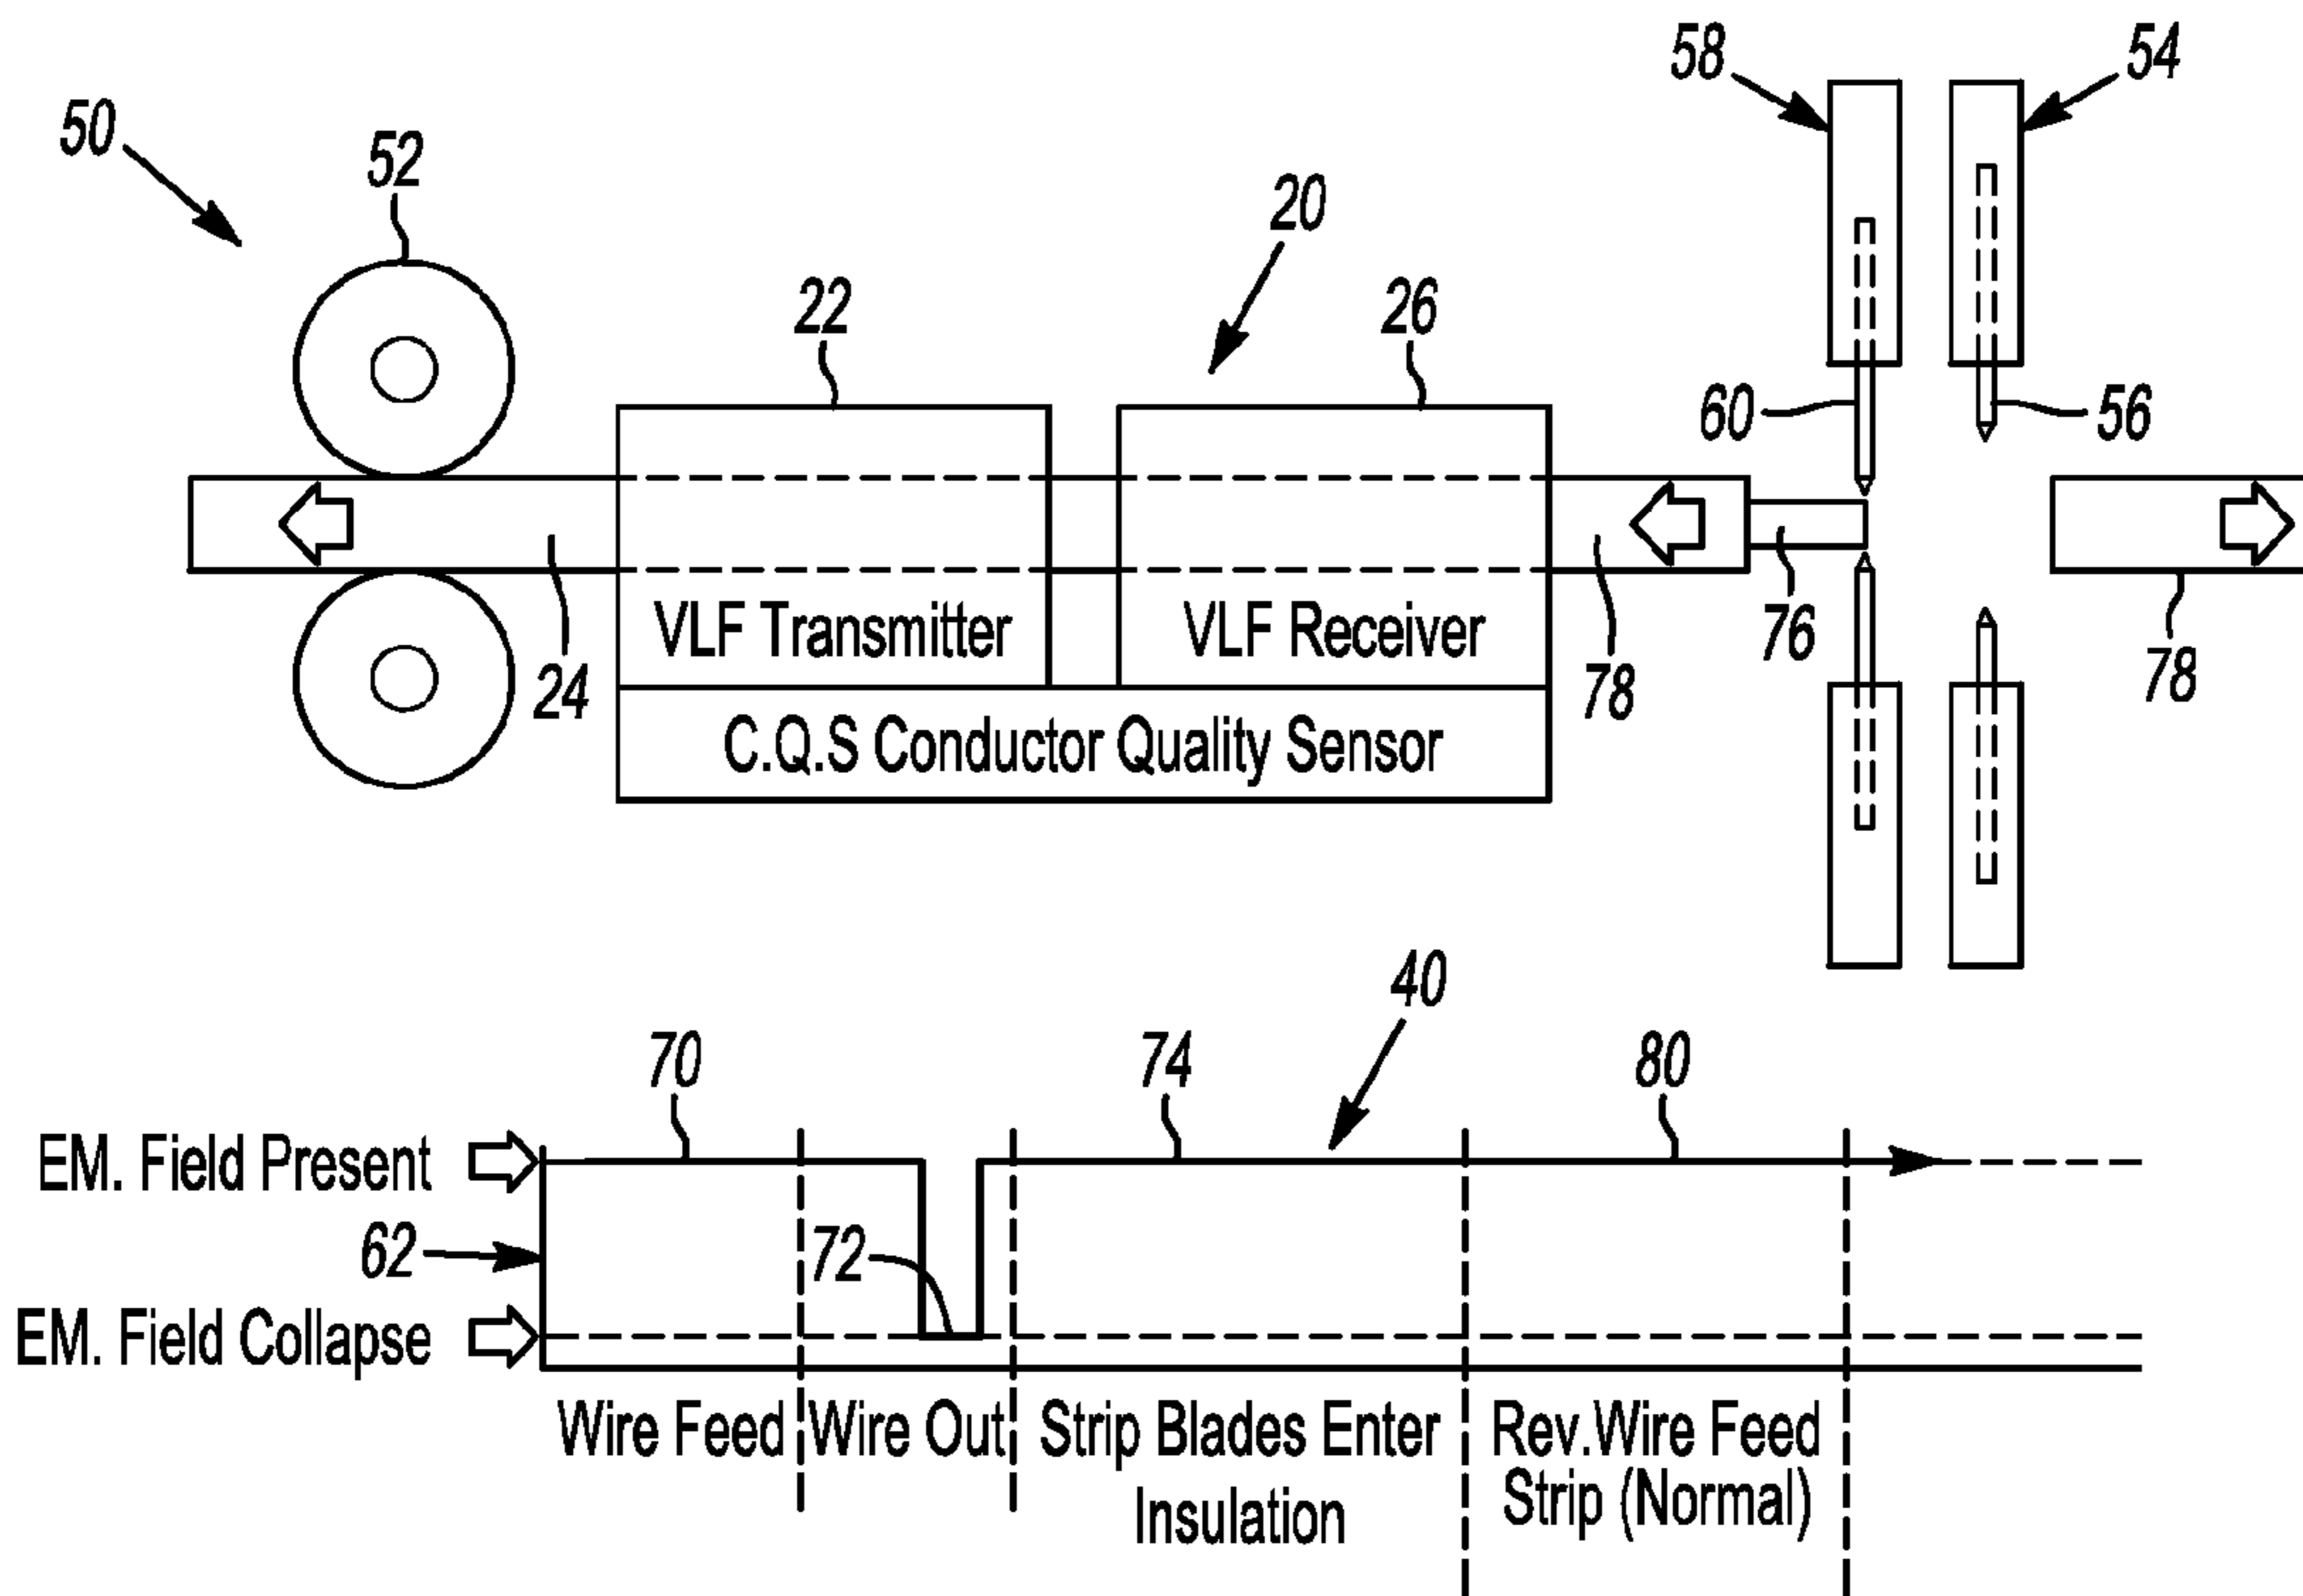 58
54
50
52
20
22
26
60
56
24
VLF Transmitter
VLF Receiver
78
76
78
C.Q.S Conductor Quality Sensor
40
70
74
80
EM. Field Present
62
72
EM. Field Collapse
Wire Feed
Wire Out
Strip Blades Enter
Insulation
Rev.Wire Feed
Strip (Normal)